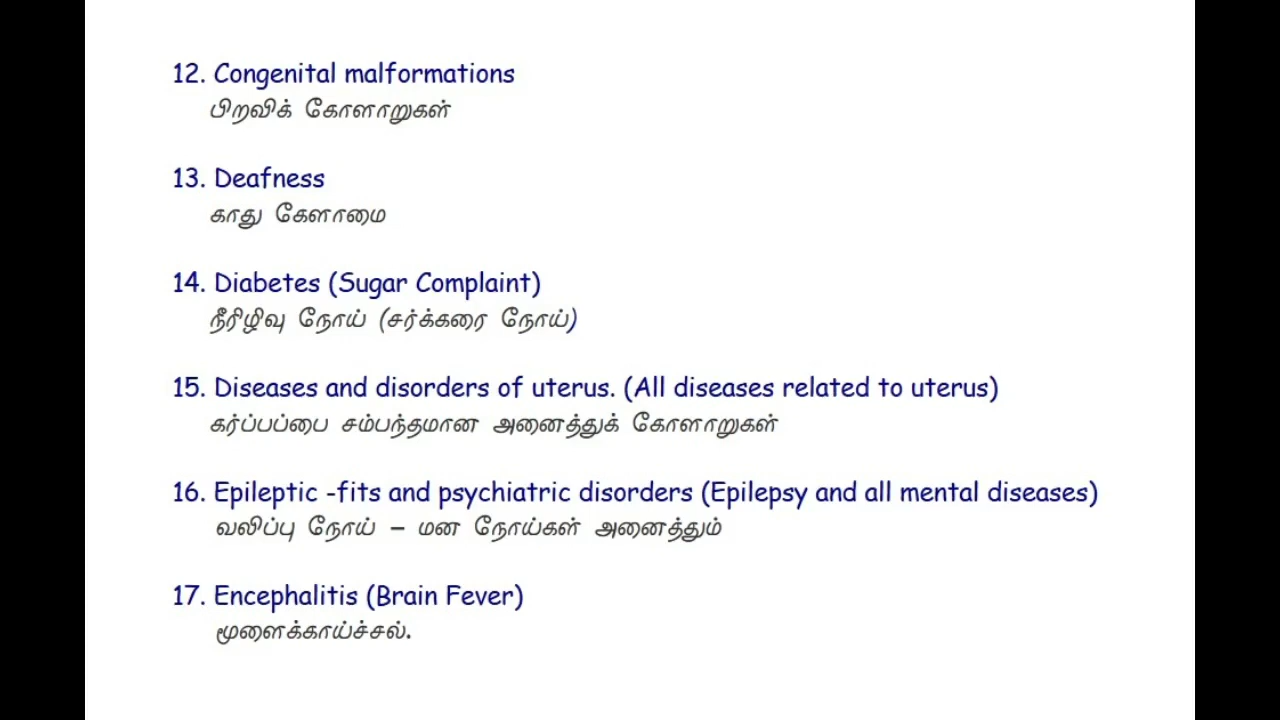 12. Congenital malformations
பிறவிக் கோளாறுகள்
13. Deafness
காது கேளாமை
14. Diabetes (Sugar Complaint)
நீரிழிவு நோய் (சர்க்கரை நோய்)
15. Diseases and disorders of uterus. (All diseases related to uterus)
கர்ப்பப்பை சம்பந்தமான அனைத்துக் கோளாறுகள்
16. Epileptic -fits and psychiatric disorders (Epilepsy and all mental diseases)
வலிப்பு நோய் – மன நோய்கள் அனைத்தும்
17. Encephalitis (Brain Fever)
மூளைக்காய்ச்சல்.